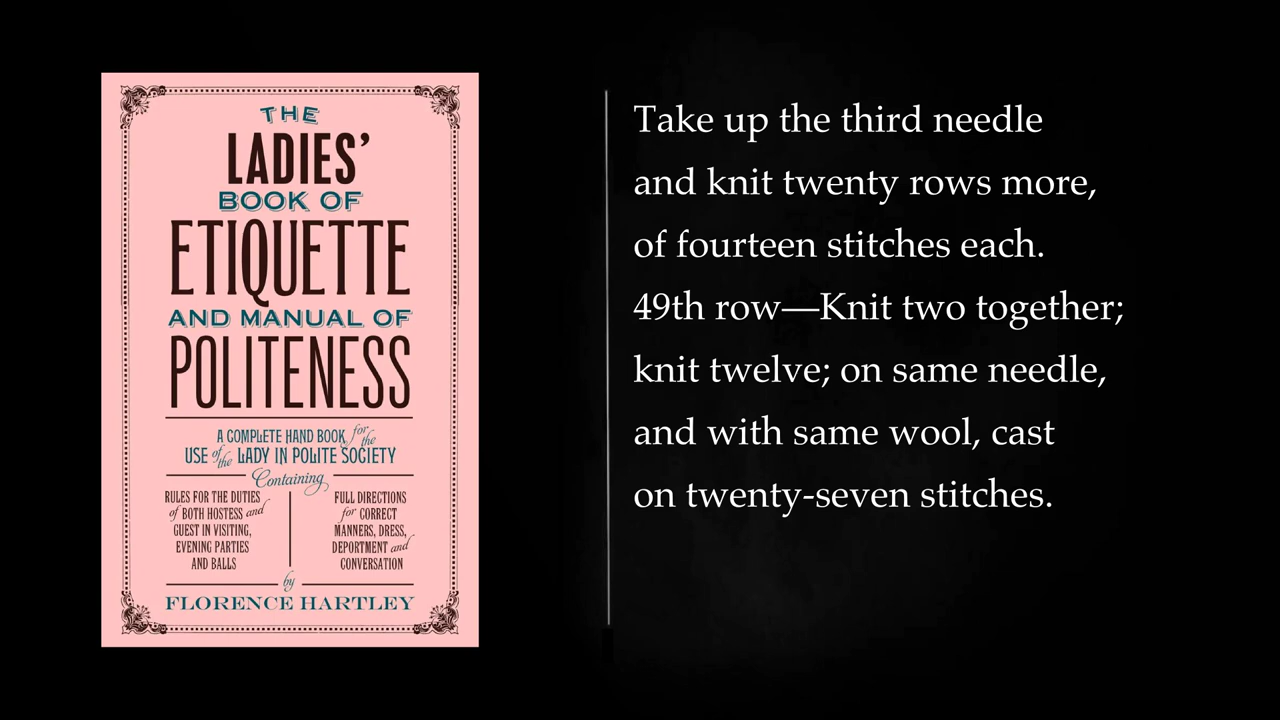 THE
LADIES'
BOOK OF
ETIQUETTE
AND MANUAL OF
POLITENESS
A COMPLETE HAND BOOK for the
USE of the LADY IN POLITE SOCIETY
Containing
RULES FOR THE DUTIES
of BOTH HOSTESS and
GUEST IN VISITING,
EVENING PARTIES
AND BALLS
FULL DIRECTIONS
for CORRECT
MANNERS, DRESS,
DEPORTMENT and
CONVERSATION
by
FLORENCE HARTLEY
Take up the third needle
and knit twenty rows more,
of fourteen stitches each.
49th row—Knit two together;
knit twelve; on same needle,
and with same wool, cast
on twenty-seven stitches.